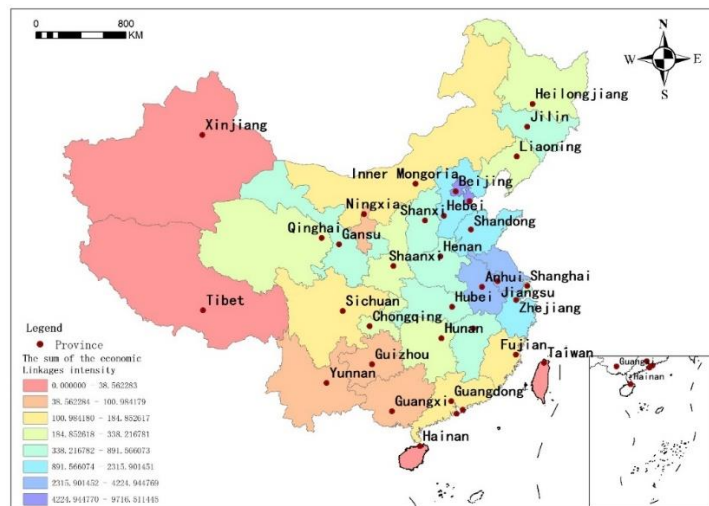 0 800
KM
N
W E
S
Heilongjiang
Jilin
Liaoning
Xinjiang
Inner Mongoria
Beijing
Ningxia
Hebei
Shanxi
Shandong
Qinghai
Gansu
Henan
Shaanxi
Anhui
Shanghai
Jiangsu
Hubei
Zhejiang
Tibet
Sichuan
Chongqing
Hunan
Fujian
Taiwan
Guizhou
Yunnan
Guangxi
Guangdong
Hainan
Guang
Hainan
Legend
Province
The sum of the economic
Linkages intensity
0.000000 - 38.562283
38.562284 - 100.984179
100.984180 - 184.852617
184.852618 - 338.216781
338.216782 - 891.566073
891.566074 - 2315.901451
2315.901452 - 4224.944769
4224.944770 - 9716.511445